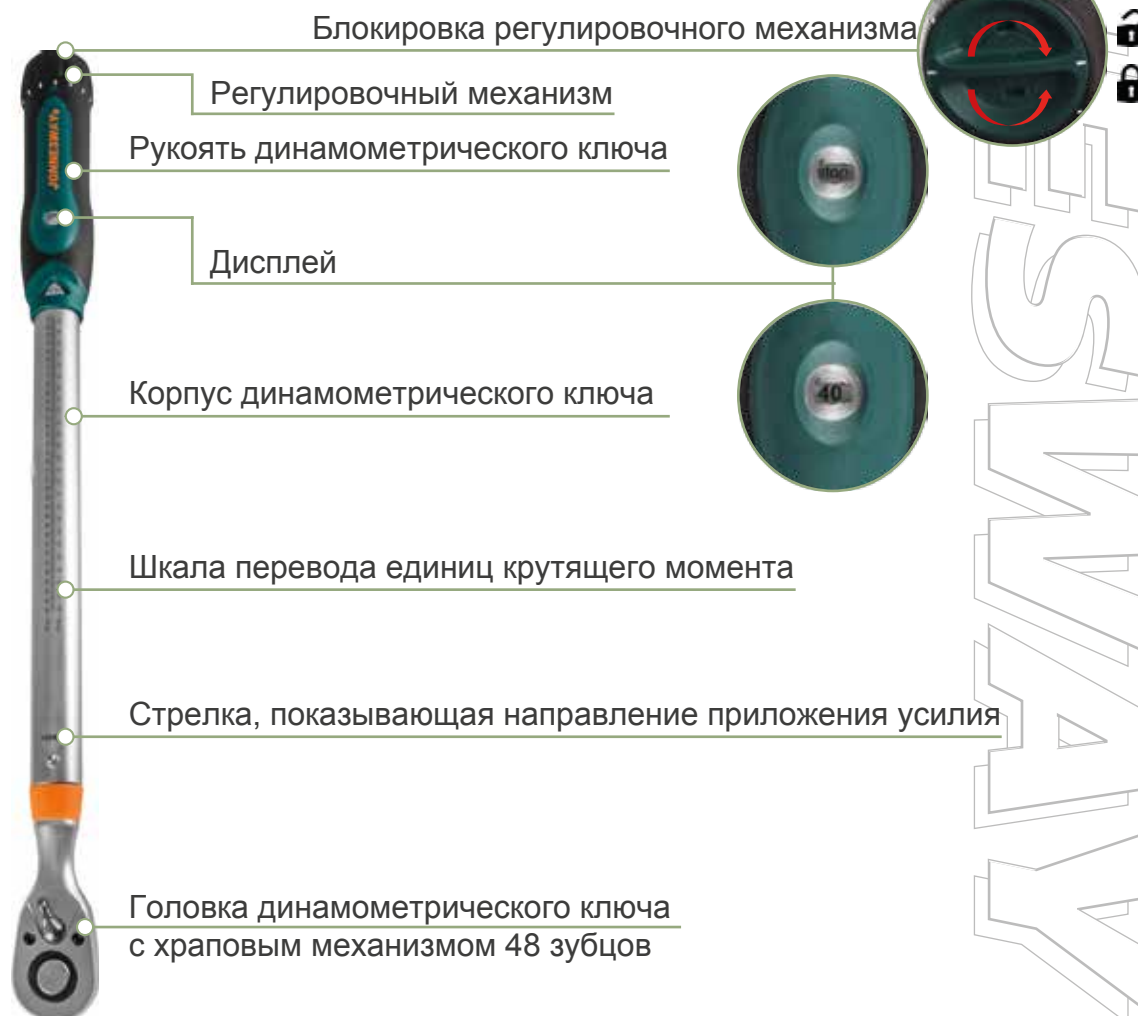 Блокировка регулировочного механизма
Регулировочный механизм
Рукоять динамометрического ключа
JONNESWAY
stop
Дисплей
40
Корпус динамометрического ключа
Шкала перевода единиц крутящего момента
Стрелка, показывающая направление приложения усилия
Головка динамометрического ключа
с храповым механизмом 48 зубцов